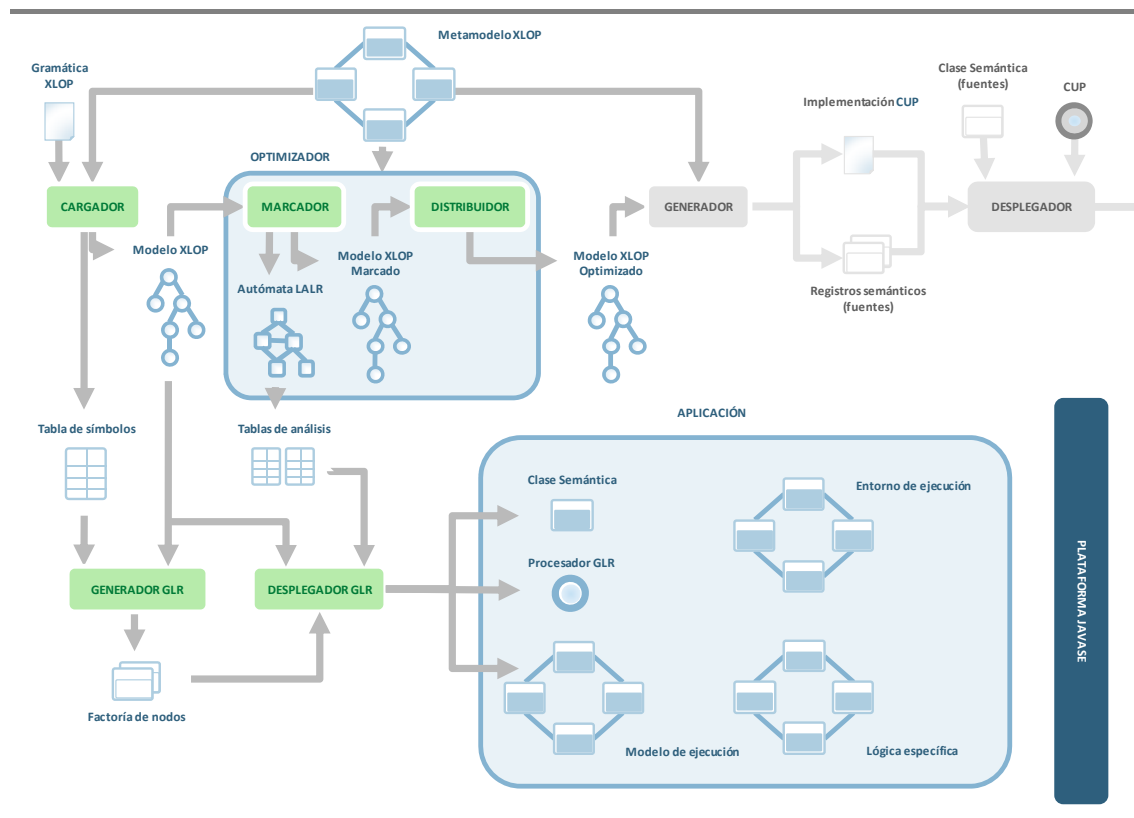 Metamodelo XLOP
Gramática
XLOP
Clase Semántica
(fuentes)
CUP
Implementación CUP
OPTIMIZADOR
CARGADOR
MARCADOR
DISTRIBUIDOR
GENERADOR
DESPLEGADOR
Modelo XLOP
Modelo XLOP
Marcado
Modelo XLOP
Optimizado
Autómata LALR
Registros semánticos
(fuentes)
APLICACIÓN
Tabla de símbolos
Tablas de análisis
Clase Semántica
Entorno de ejecución
Procesador GLR
GENERADOR GLR
DESPLEGADOR GLR
PLATAFORMA JAVASE
Factoría de nodos
Modelo de ejecución
Lógica específica